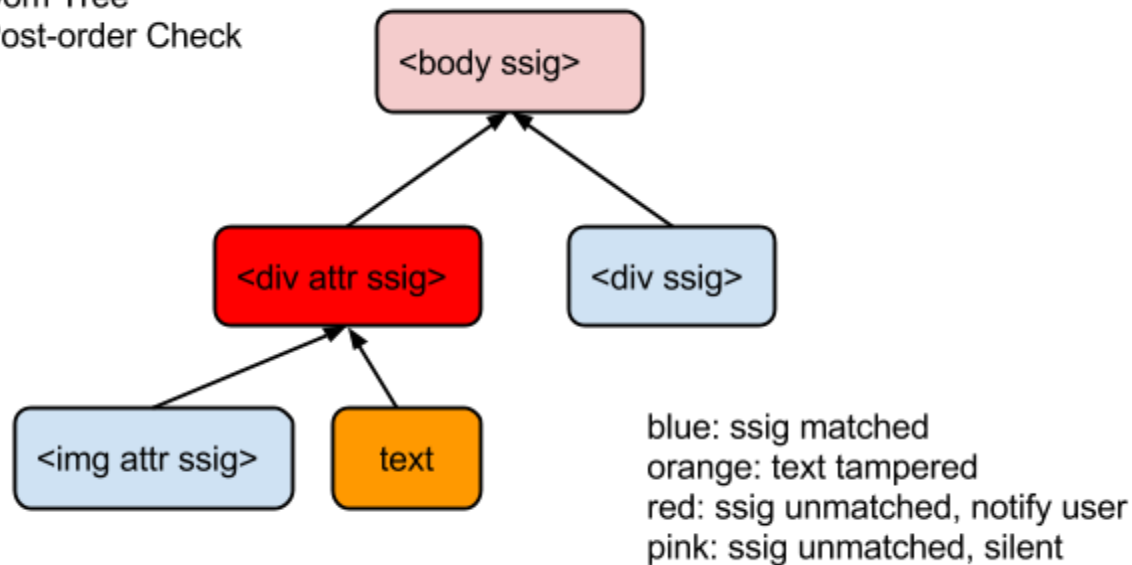 Post-order Check
<body ssig>
<div attr ssig>
<div ssig>
<img attr ssig>
text
blue: ssig matched
orange: text tampered
red: ssig unmatched, notify user
pink: ssig unmatched, silent